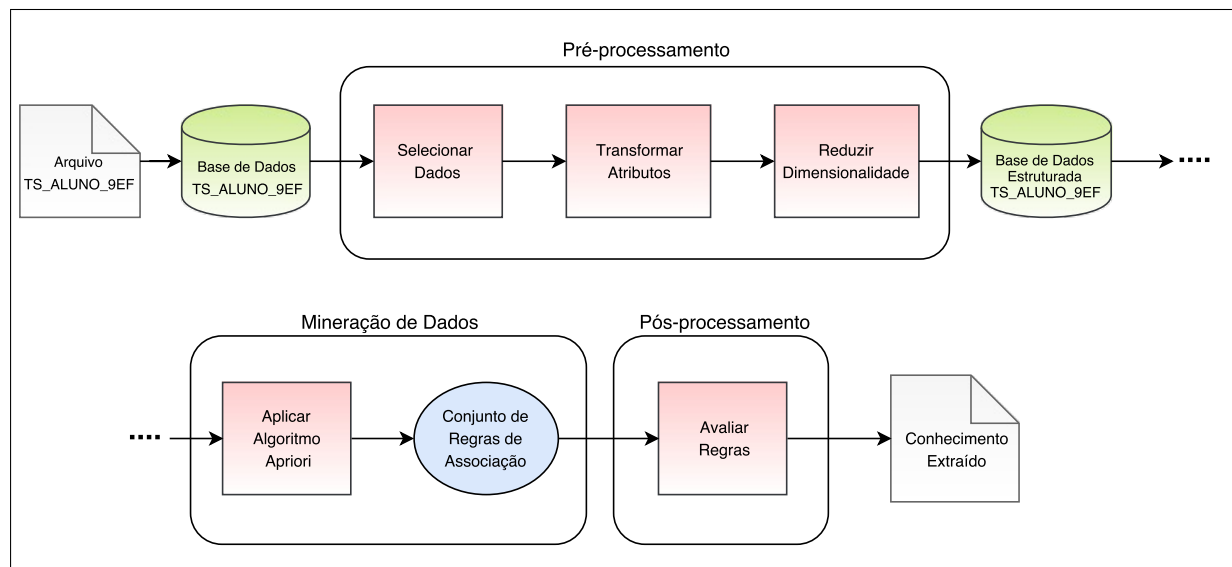 Pré-processamento
Arquivo
TS_ALUNO_9EF
Base de Dados
TS_ALUNO_9EF
Selecionar
Dados
Transformar
Atributos
Reduzir
Dimensionalidade
Base de Dados
Estruturada
TS_ALUNO_9EF
Mineração de Dados
Aplicar
Algoritmo
Apriori
Conjunto de
Regras de
Associação
Pós-processamento
Avaliar
Regras
Conhecimento
Extraído